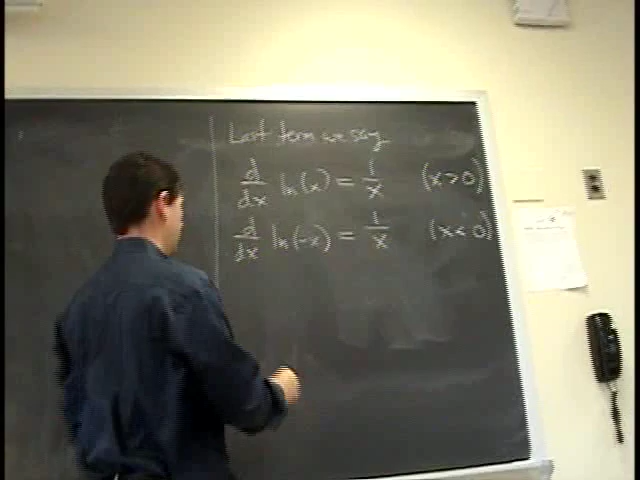 Last term we say
d/dx ln(x) = 1/x (x>0)
d/dx ln(-x) = 1/x (x<0)